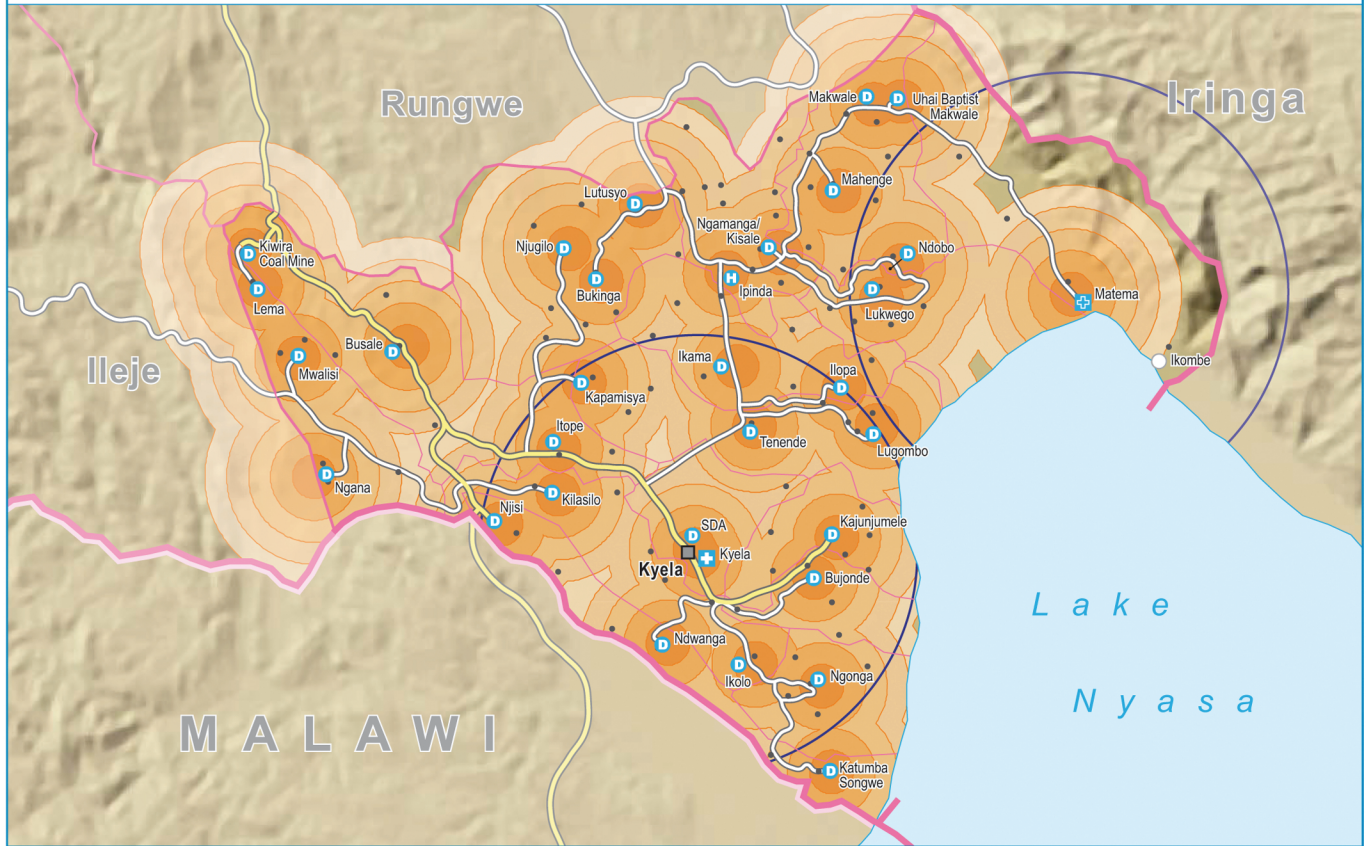 Rungwe
Iringa
Makwale
D
D
Uhai Baptist
Makwale
Lutusyo
D
D
Mahenge
Ngamanga/
Kisale
D
Njugilo
D
D
Ndobo
D
Kiwira
Coal Mine
D
Lema
D
Bukinga
H
Ipinda
D
Lukwego
Matema
Ileje
Busale
D
D
Mwalisi
Ikama
D
Ilopa
D
Ikombe
D
Kapamisya
Itope
D
D
Tenende
D
Lugombo
D
Ngana
D
Kilasilo
Njisi
D
SDA
D
Kajunjumele
D
Kyela
Kyela
D
Bujonde
Lake
Nyasa
D
Ndwanga
D
Ikolo
D
Ngonga
MALAWI
D
Katumba
Songwe